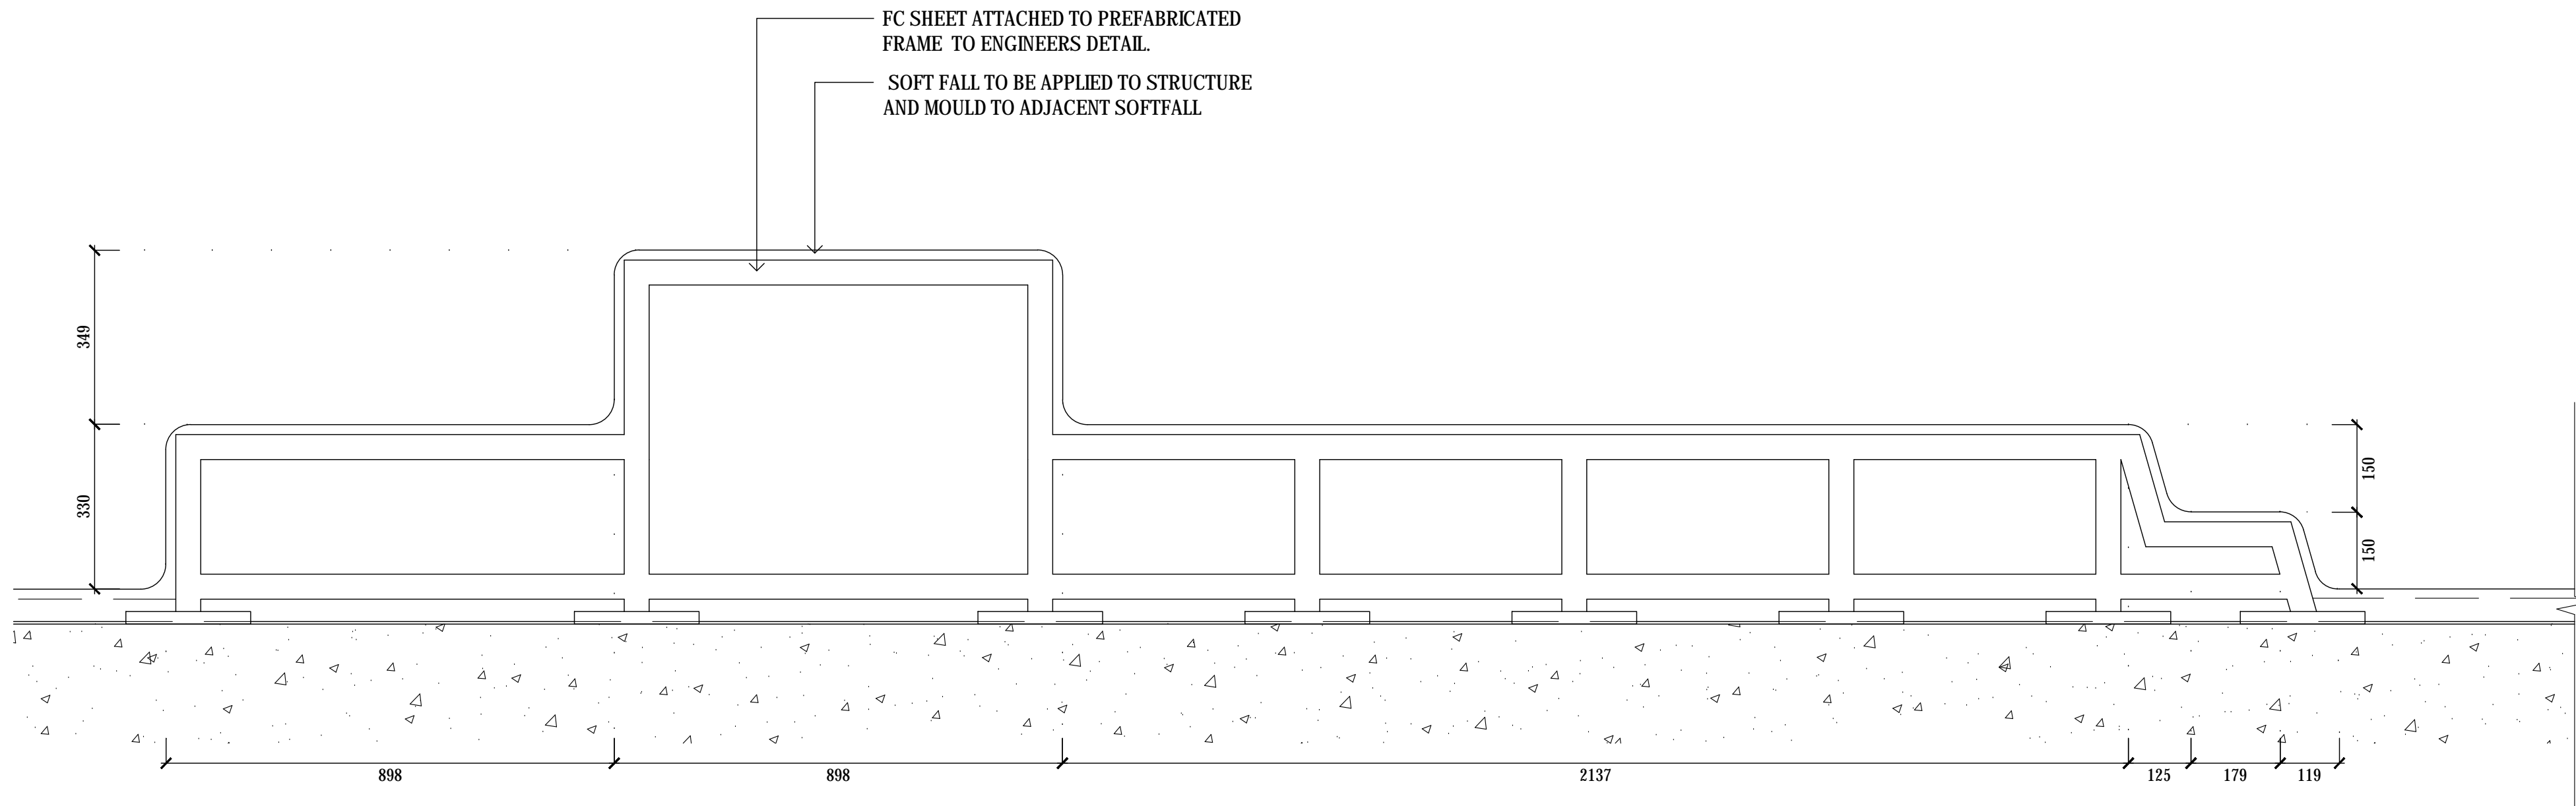 FC SHEET ATTACHED TO PREFABRICATED
FRAME TO ENGINEERS DETAIL.
SOFT FALL TO BE APPLIED TO STRUCTURE
AND MOULD TO ADJACENT SOFTFALL
349
330
150
150
898
898
2137
125
179
119